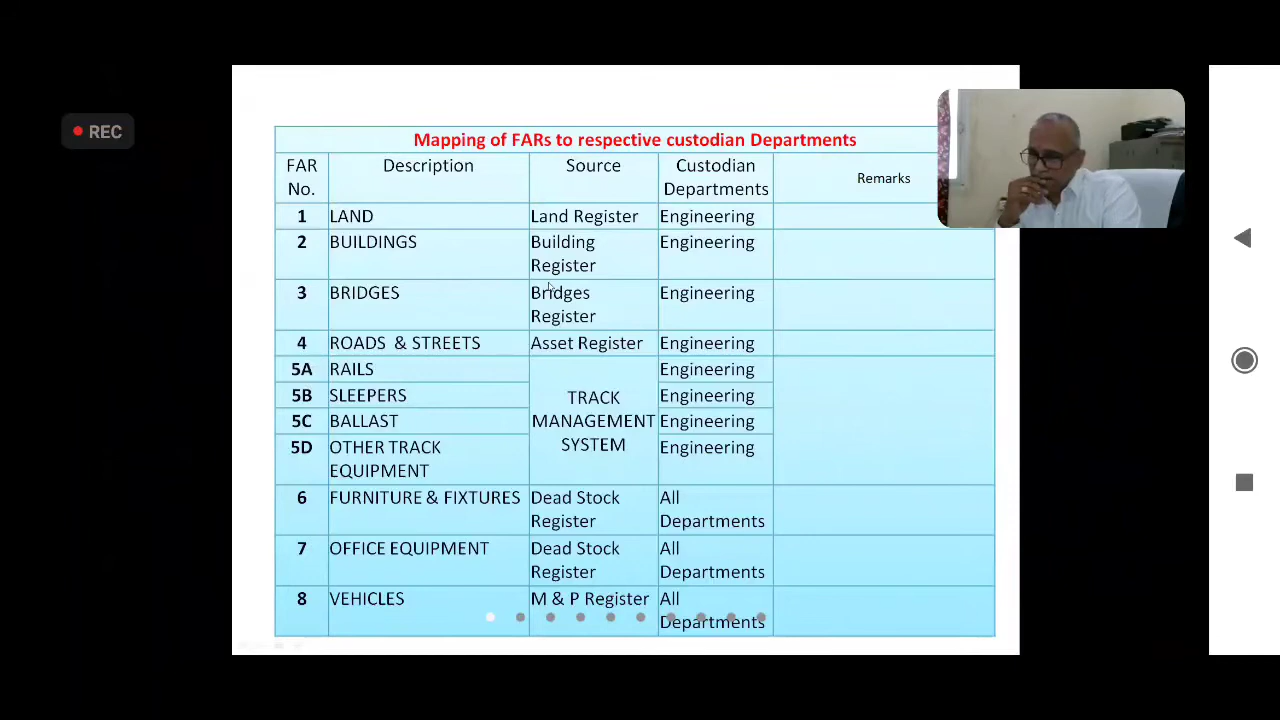 REC
Mapping of FARs to respective custodian Departments
FAR No. Description Source Custodian Departments Remarks
1 LAND Land Register Engineering
2 BUILDINGS Building Register Engineering
3 BRIDGES Bridges Register Engineering
4 ROADS & STREETS Asset Register Engineering
5A RAILS TRACK MANAGEMENT SYSTEM Engineering
5B SLEEPERS Engineering
5C BALLAST Engineering
5D OTHER TRACK EQUIPMENT Engineering
6 FURNITURE & FIXTURES Dead Stock Register All Departments
7 OFFICE EQUIPMENT Dead Stock Register All Departments
8 VEHICLES M & P Register All Departments